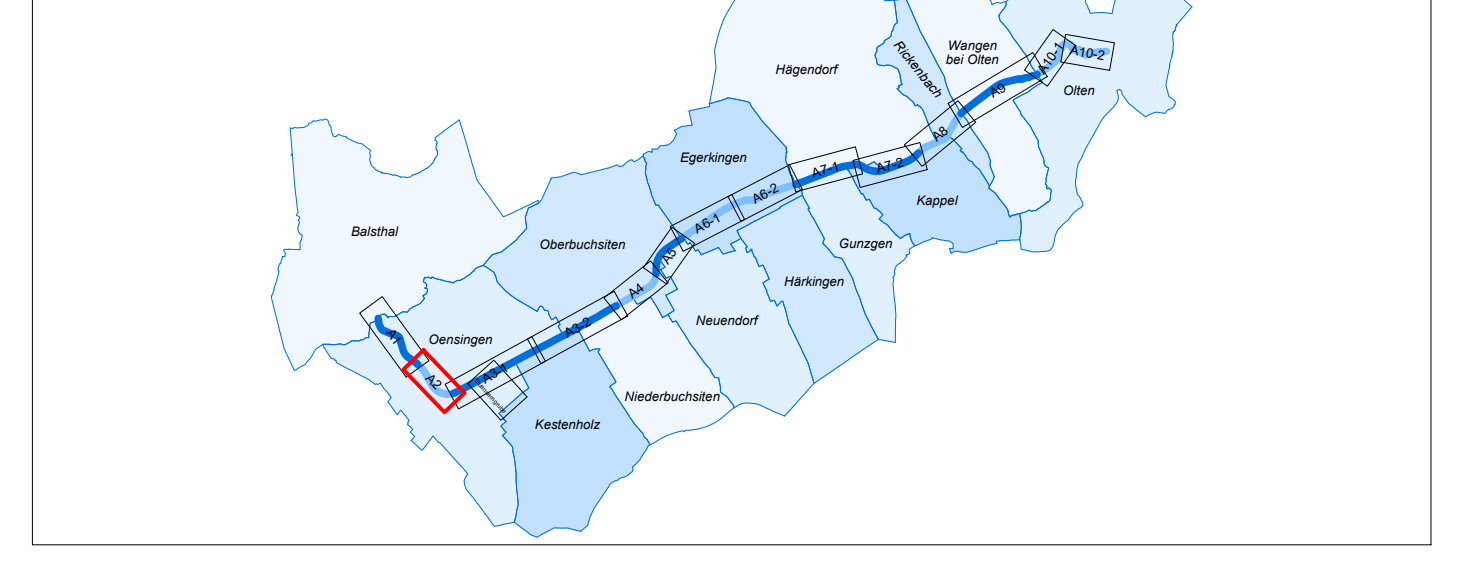 Wangen
bei Olten
A10-1
A10-2
Rickenbach
Hägendorf
A9
Olten
A8
Egerkingen
A7-1
A7-2
A6-2
Kappel
A6-1
Balsthal
Oberbuchsiten
Gunzgen
A5
Härkingen
A4
Neuendorf
A3-2
A1
Oensingen
A3-1
A2
Niederbuchsiten
Kestenholz